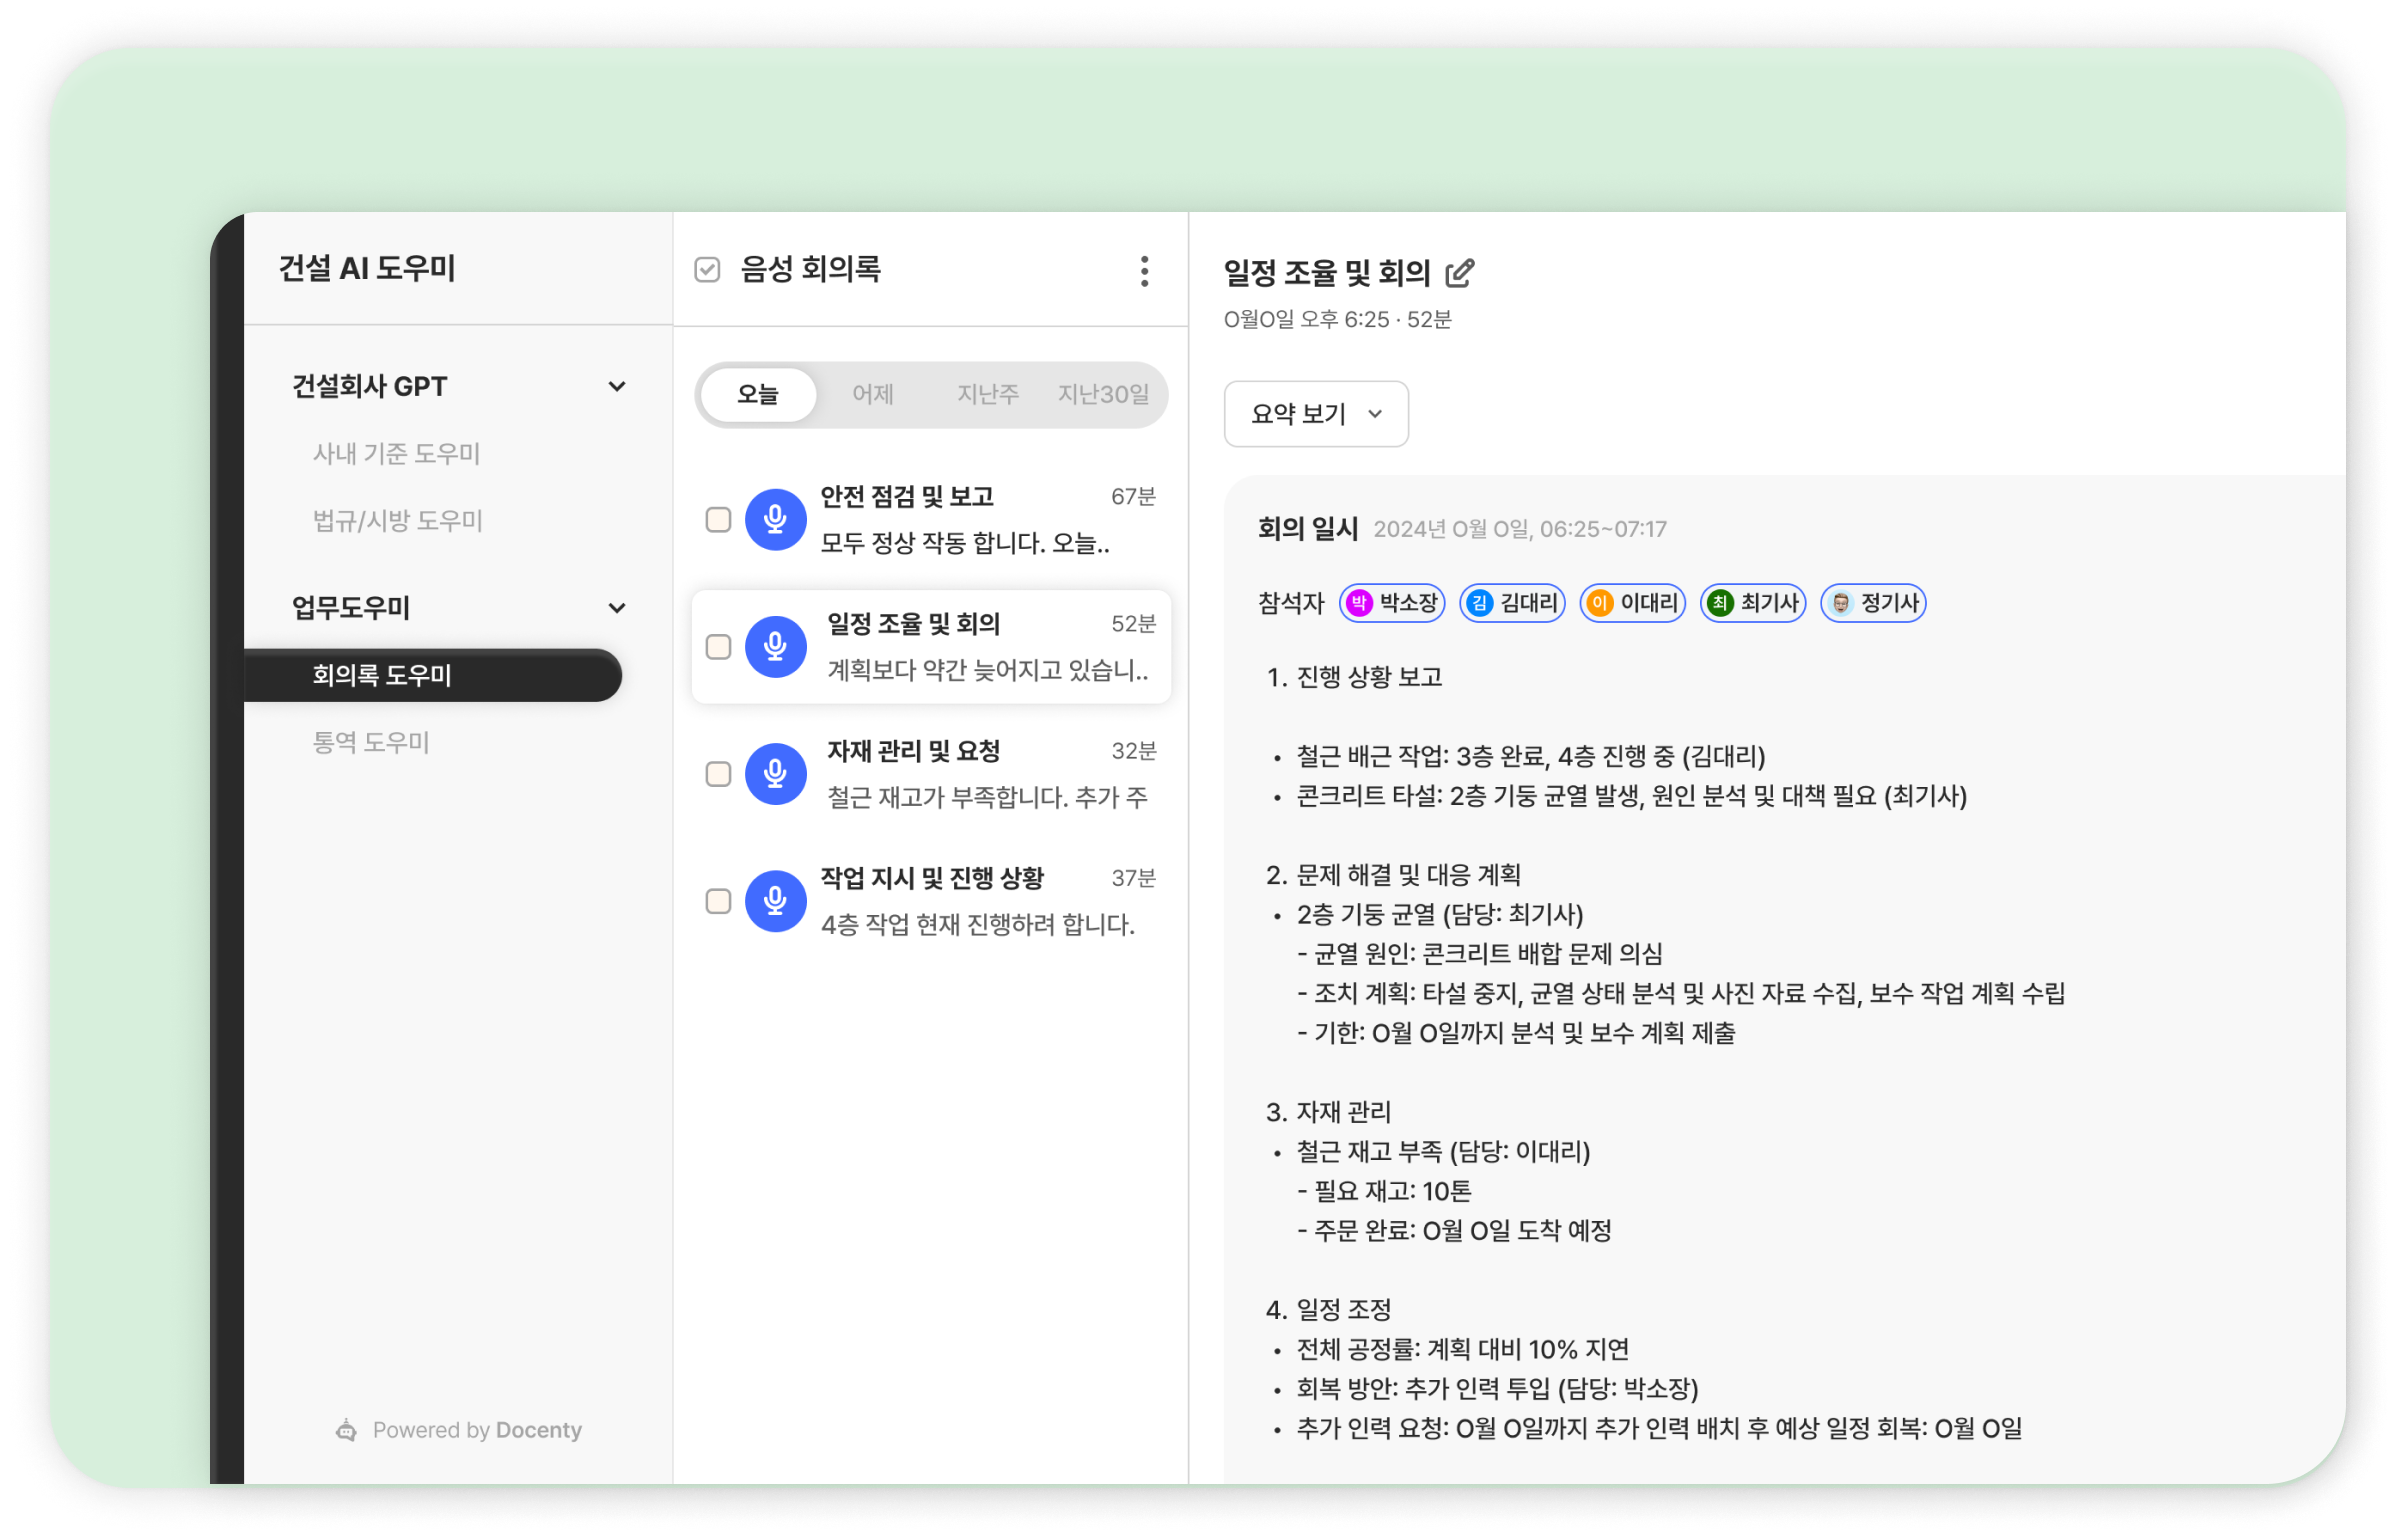 건설 AI 도우미
건설회사 GPT
사내 기준 도우미
법규/시방 도우미
업무도우미
회의록 도우미
통역 도우미
Powered by Docenty
음성 회의록
오늘 어제 지난주 지난30일
안전 점검 및 보고 67분
모두 정상 작동 합니다. 오늘..
일정 조율 및 회의 52분
계획보다 약간 늦어지고 있습니..
자재 관리 및 요청 32분
철근 재고가 부족합니다. 추가 주
작업 지시 및 진행 상황 37분
4층 작업 현재 진행하려 합니다.
일정 조율 및 회의
O월O일 오후 6:25 · 52분
요약 보기
회의 일시 2024년 O월 O일, 06:25~07:17
참석자 박 박소장 김 김대리 이 이대리 최 최기사 정기사
1. 진행 상황 보고
• 철근 배근 작업: 3층 완료, 4층 진행 중 (김대리)
• 콘크리트 타설: 2층 기둥 균열 발생, 원인 분석 및 대책 필요 (최기사)
2. 문제 해결 및 대응 계획
• 2층 기둥 균열 (담당: 최기사)
- 균열 원인: 콘크리트 배합 문제 의심
- 조치 계획: 타설 중지, 균열 상태 분석 및 사진 자료 수집, 보수 작업 계획 수립
- 기한: O월 O일까지 분석 및 보수 계획 제출
3. 자재 관리
• 철근 재고 부족 (담당: 이대리)
- 필요 재고: 10톤
- 주문 완료: O월 O일 도착 예정
4. 일정 조정
• 전체 공정률: 계획 대비 10% 지연
• 회복 방안: 추가 인력 투입 (담당: 박소장)
• 추가 인력 요청: O월 O일까지 추가 인력 배치 후 예상 일정 회복: O월 O일